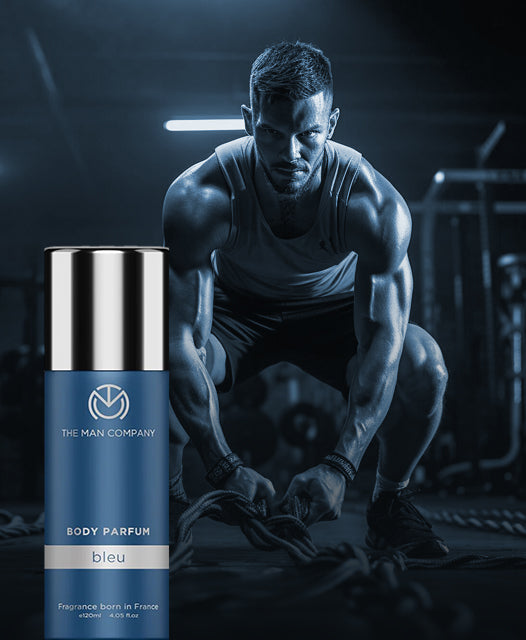 THE MAN COMPANY
BODY PARFUM
bleu
Fragrance born in France
e120ml 4.05 fl.oz